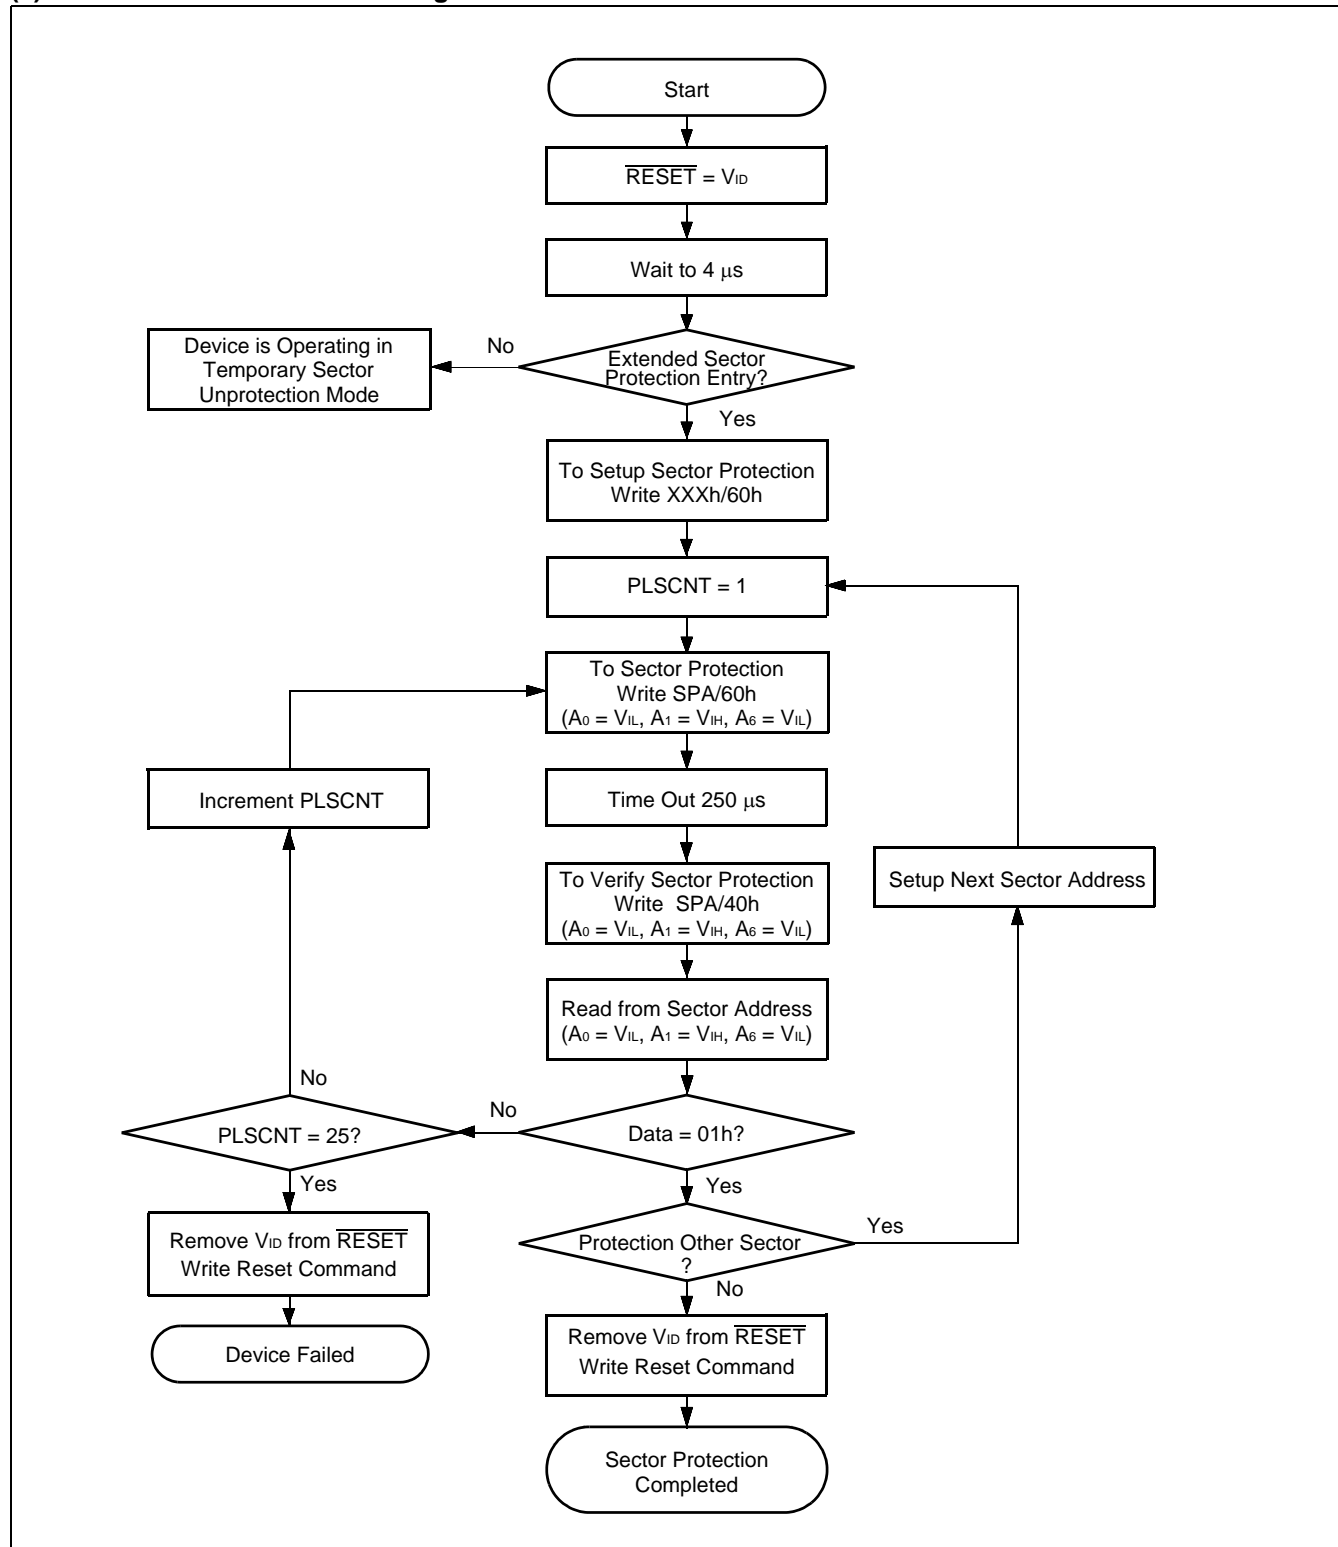 Start
RESET = VID
Wait to 4 μs
Extended Sector
Protection Entry?
No
Device is Operating in
Temporary Sector
Unprotection Mode
Yes
To Setup Sector Protection
Write XXXh/60h
PLSCNT = 1
To Sector Protection
Write SPA/60h
(A0 = VIL, A1 = VIH, A6 = VIL)
Increment PLSCNT
Time Out 250 μs
To Verify Sector Protection
Write SPA/40h
(A0 = VIL, A1 = VIH, A6 = VIL)
Setup Next Sector Address
Read from Sector Address
(A0 = VIL, A1 = VIH, A6 = VIL)
No
No
PLSCNT = 25?
Data = 01h?
Yes
Yes
Yes
Protection Other Sector
?
Remove VID from RESET
Write Reset Command
No
Remove VID from RESET
Write Reset Command
Device Failed
Sector Protection
Completed